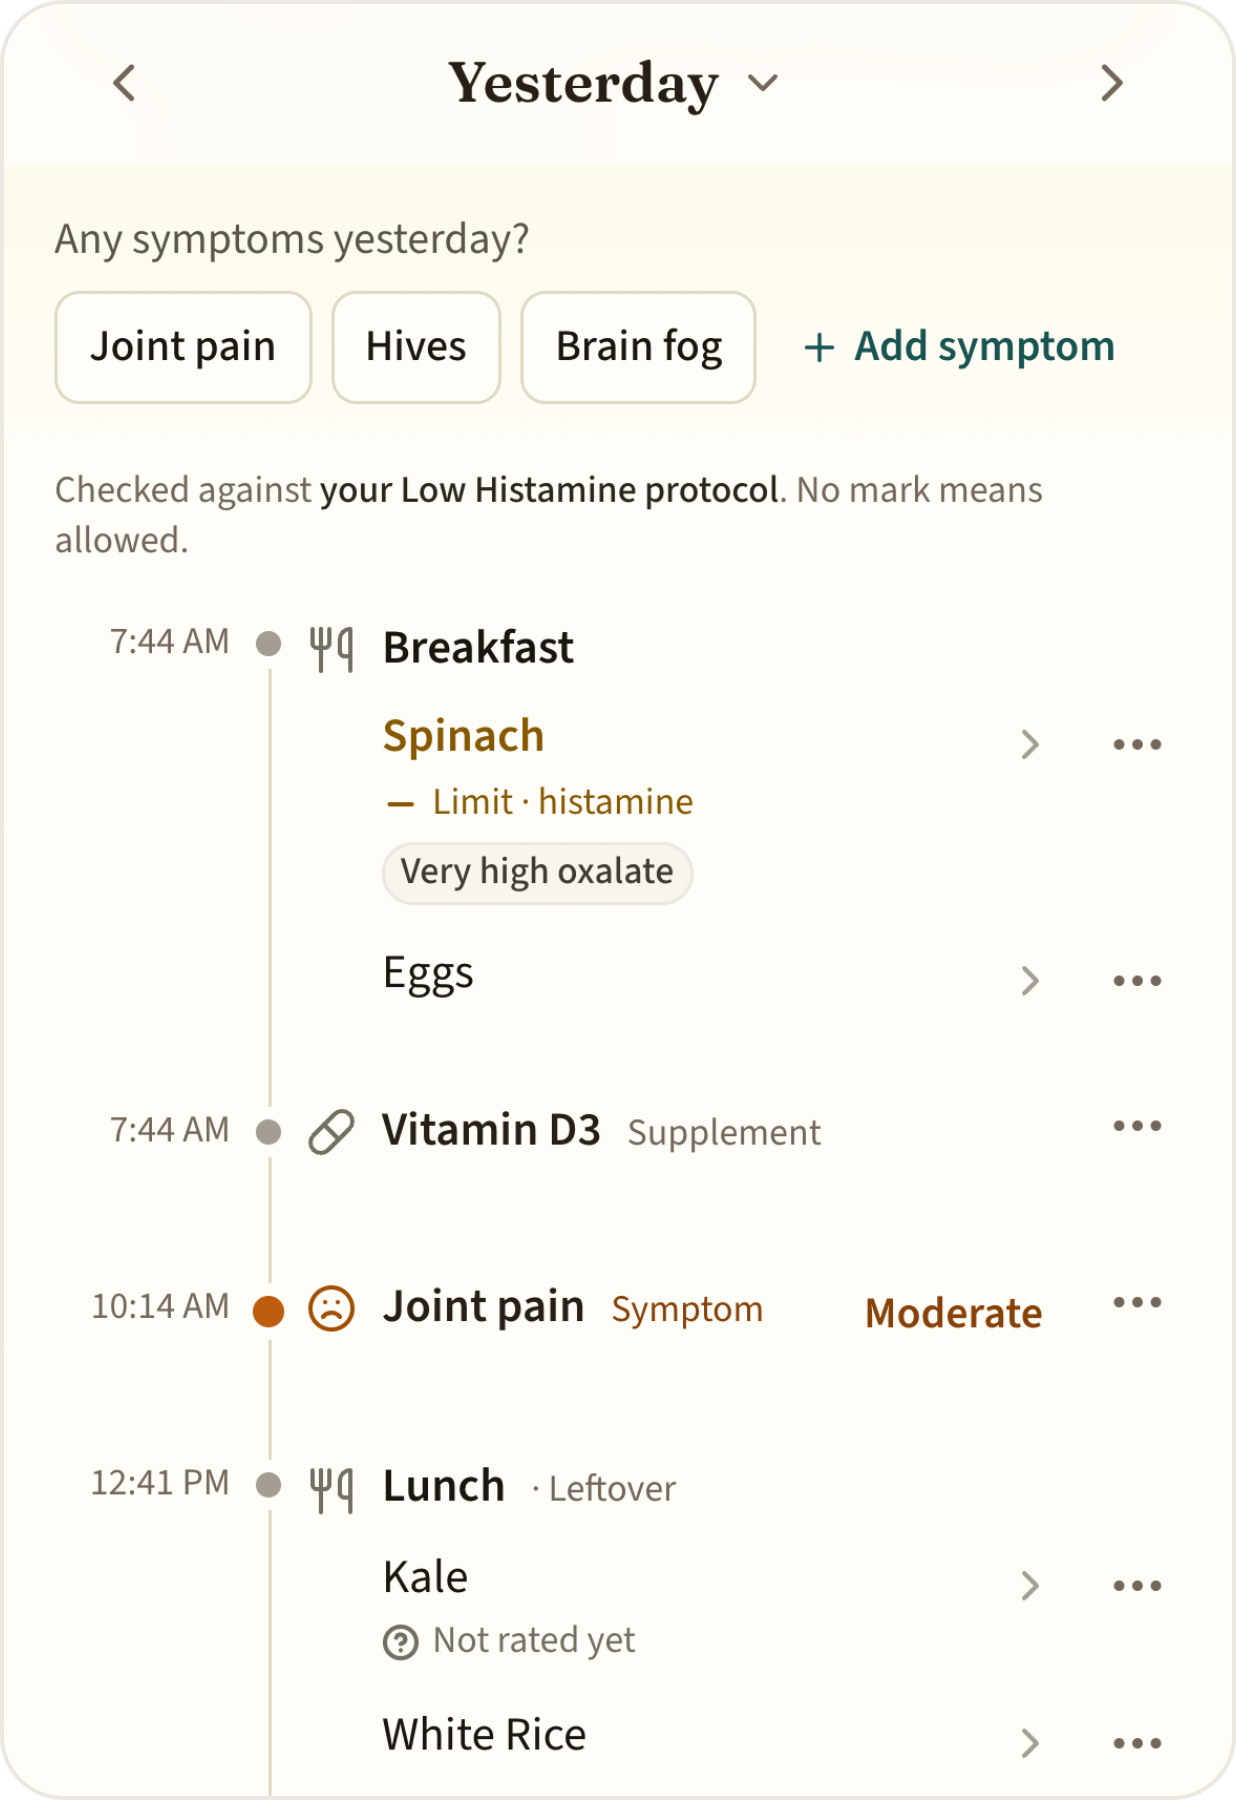 Yesterday
Any symptoms yesterday?
Joint pain
Hives
Brain fog
+ Add symptom
Checked against your Low Histamine protocol. No mark means
allowed.
7:44 AM
Breakfast
Spinach
– Limit · histamine
Very high oxalate
Eggs
7:44 AM
Vitamin D3 Supplement
10:14 AM
Joint pain Symptom Moderate
12:41 PM
Lunch · Leftover
Kale
? Not rated yet
White Rice